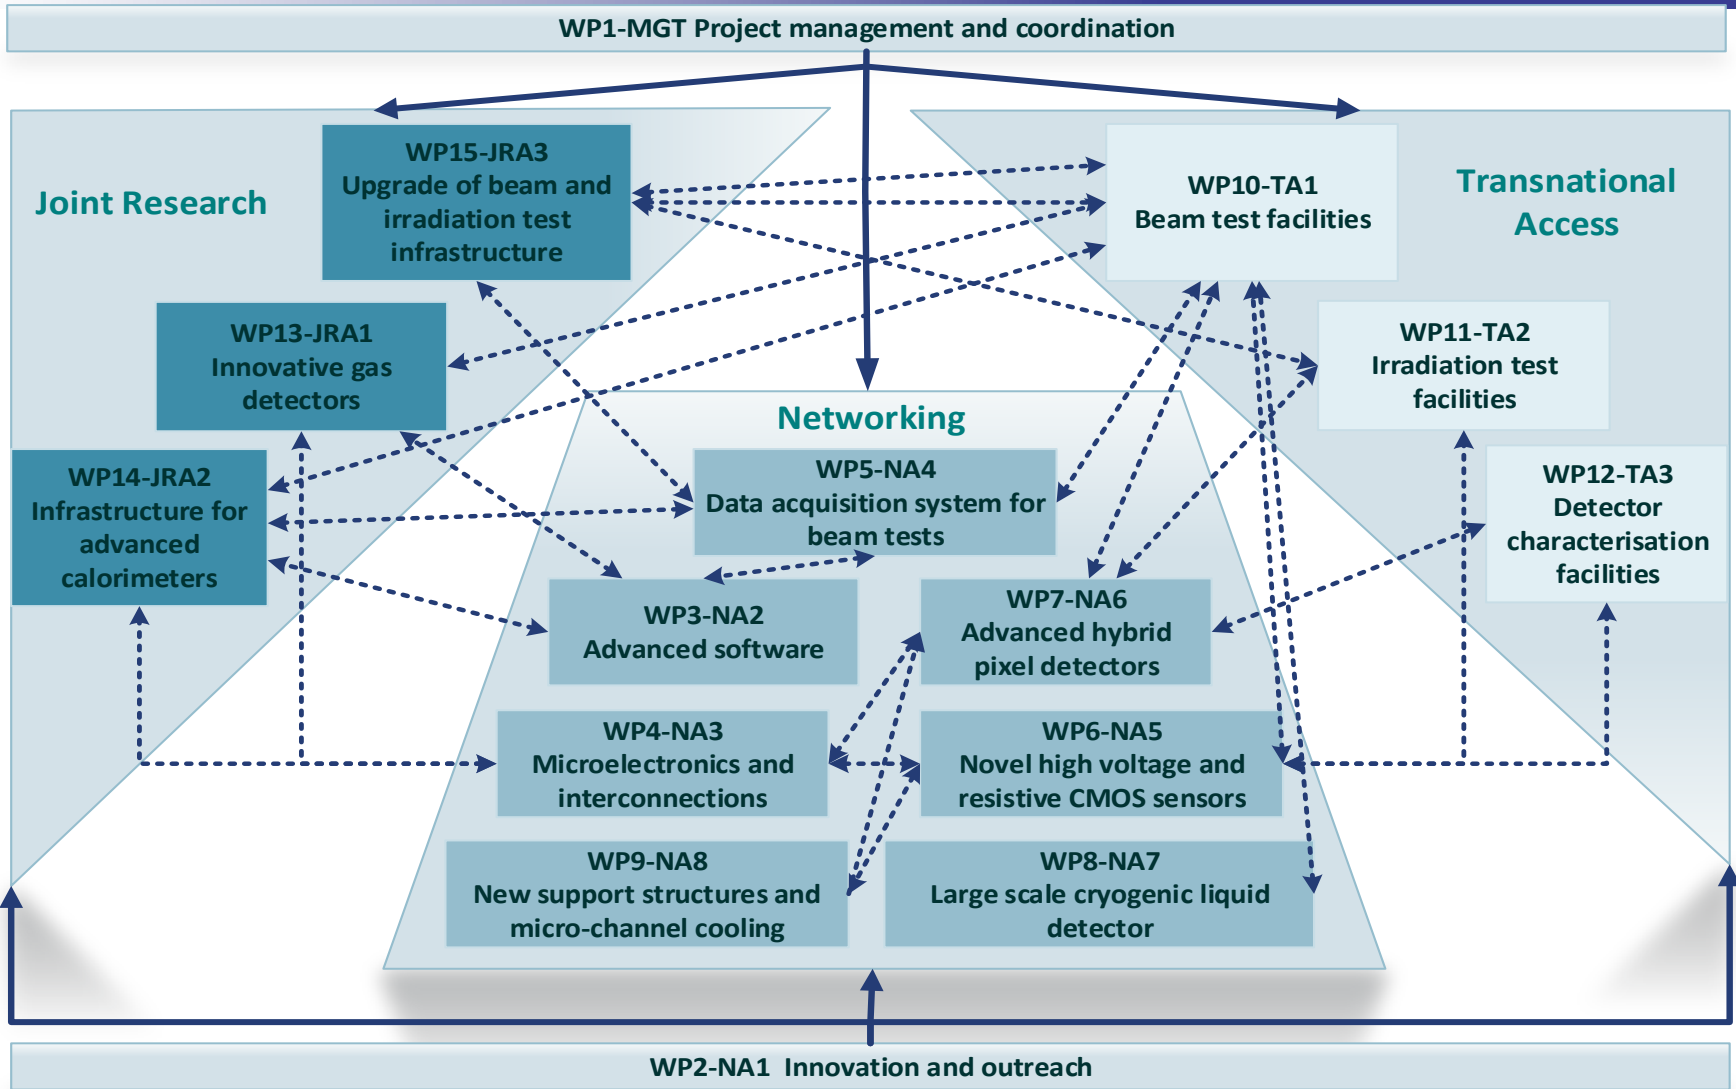 WP1-MGT Project management and coordination
Joint Research
WP15-JRA3
Upgrade of beam and
irradiation test
infrastructure
WP13-JRA1
Innovative gas
detectors
WP14-JRA2
Infrastructure for
advanced
calorimeters
Transnational
Access
WP10-TA1
Beam test facilities
WP11-TA2
Irradiation test
facilities
WP12-TA3
Detector
characterisation
facilities
Networking
WP5-NA4
Data acquisition system for
beam tests
WP3-NA2
Advanced software
WP7-NA6
Advanced hybrid
pixel detectors
WP4-NA3
Microelectronics and
interconnections
WP6-NA5
Novel high voltage and
resistive CMOS sensors
WP9-NA8
New support structures and
micro-channel cooling
WP8-NA7
Large scale cryogenic liquid
detector
WP2-NA1 Innovation and outreach